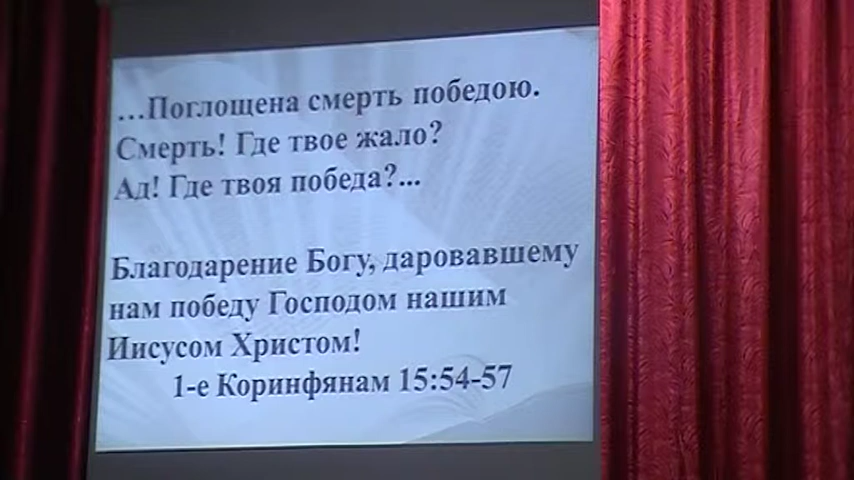 ...Поглощена смерть победою.
Смерть! Где твое жало?
Ад! Где твоя победа?...
Благодарение Богу, даровавшему
нам победу Господом нашим
Иисусом Христом!
1-е Коринфянам 15:54-57